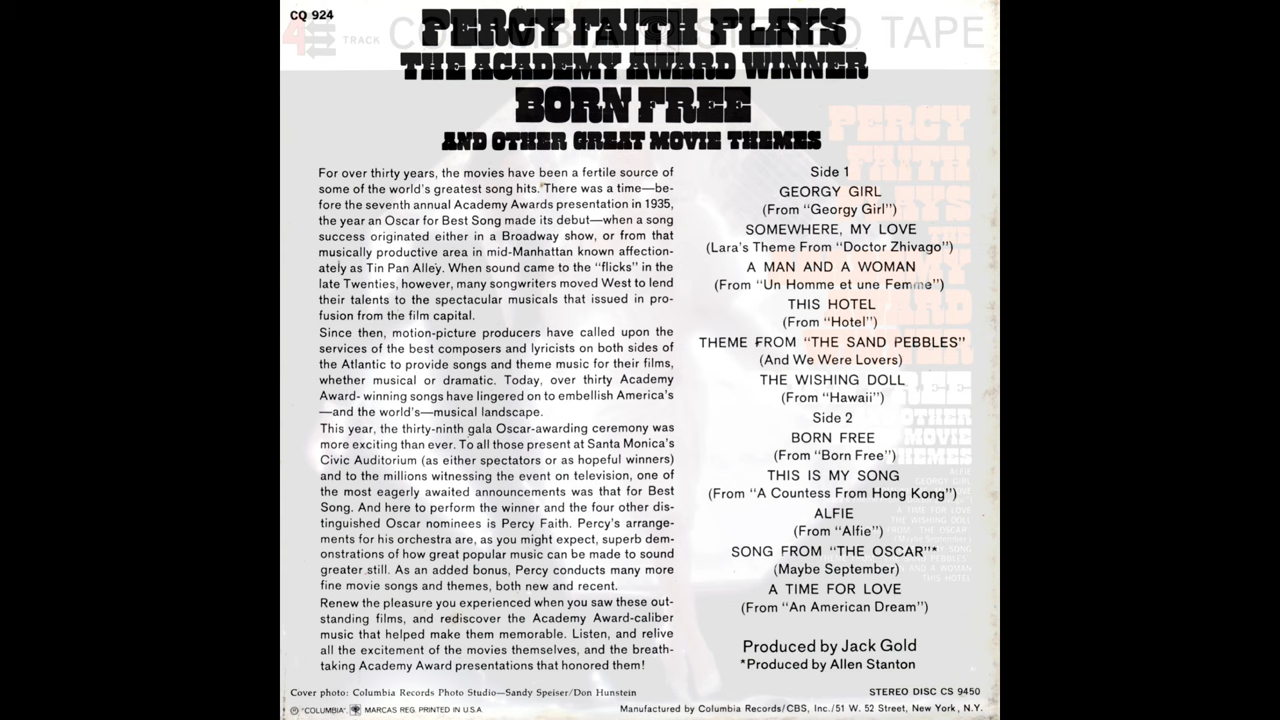 CQ 924
4 TRACK COLUMBIA STEREO TAPE
PERCY FAITH PLAYS
THE ACADEMY AWARD WINNER
BORN FREE
AND OTHER GREAT MOVIE THEMES
For over thirty years, the movies have been a fertile source of
some of the world's greatest song hits. There was a time—be-
fore the seventh annual Academy Awards presentation in 1935,
the year an Oscar for Best Song made its debut—when a song
success originated either in a Broadway show, or from that
musically productive area in mid-Manhattan known affection-
ately as Tin Pan Alley. When sound came to the "flicks" in the
late Twenties, however, many songwriters moved West to lend
their talents to the spectacular musicals that issued in pro-
fusion from the film capital.
Since then, motion-picture producers have called upon the
services of the best composers and lyricists on both sides of
the Atlantic to provide songs and theme music for their films,
whether musical or dramatic. Today, over thirty Academy
Award- winning songs have lingered on to embellish America's
—and the world's—musical landscape.
This year, the thirty-ninth gala Oscar-awarding ceremony was
more exciting than ever. To all those present at Santa Monica's
Civic Auditorium (as either spectators or as hopeful winners)
and to the millions witnessing the event on television, one of
the most eagerly awaited announcements was that for Best
Song. And here to perform the winner and the four other dis-
tinguished Oscar nominees is Percy Faith. Percy's arrange-
ments for his orchestra are, as you might expect, superb dem-
onstrations of how great popular music can be made to sound
greater still. As an added bonus, Percy conducts many more
fine movie songs and themes, both new and recent.
Renew the pleasure you experienced when you saw these out-
standing films, and rediscover the Academy Award-caliber
music that helped make them memorable. Listen, and relive
all the excitement of the movies themselves, and the breath-
taking Academy Award presentations that honored them!
Side 1
GEORGY GIRL
(From "Georgy Girl")
SOMEWHERE, MY LOVE
(Lara's Theme From "Doctor Zhivago")
A MAN AND A WOMAN
(From "Un Homme et une Femme")
THIS HOTEL
(From "Hotel")
THEME FROM "THE SAND PEBBLES"
(And We Were Lovers)
THE WISHING DOLL
(From "Hawaii")
Side 2
BORN FREE
(From "Born Free")
THIS IS MY SONG
(From "A Countess From Hong Kong")
ALFIE
(From "Alfie")
SONG FROM "THE OSCAR"*
(Maybe September)
A TIME FOR LOVE
(From "An American Dream")
Produced by Jack Gold
*Produced by Allen Stanton
PERCY
FAITH
Cover photo: Columbia Records Photo Studio—Sandy Speiser/Don Hunstein
STEREO DISC CS 9450
© "COLUMBIA", MARCAS REG. PRINTED IN U.S.A.
Manufactured by Columbia Records/CBS, Inc./51 W. 52 Street, New York, N.Y.